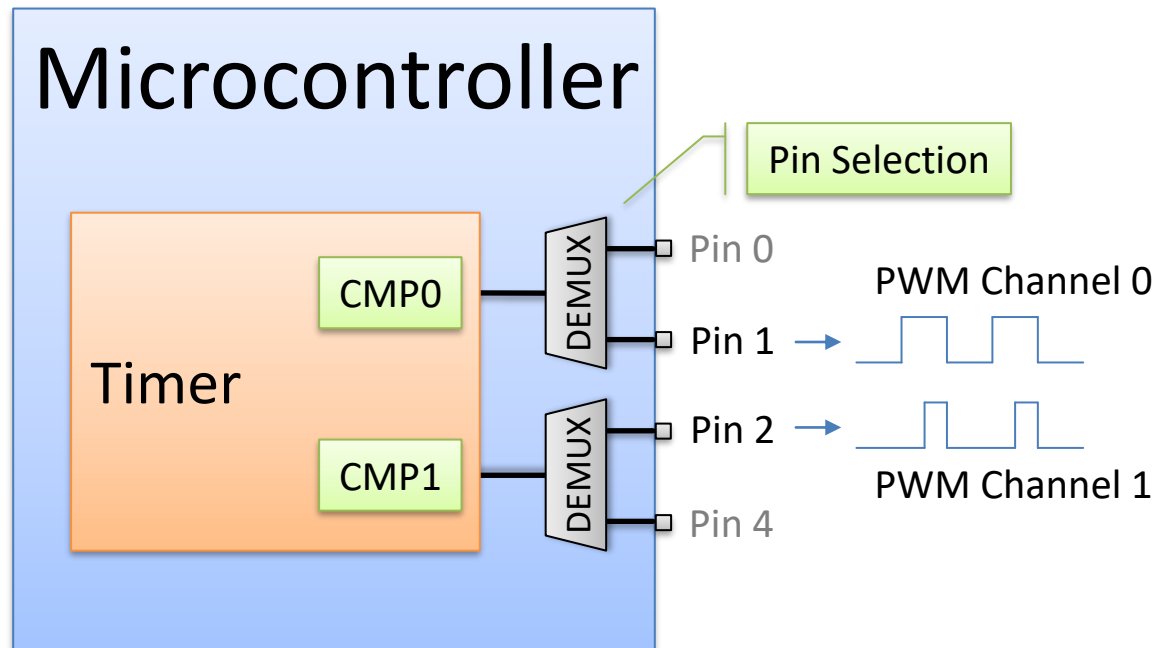 Microcontroller
Pin Selection
Timer
CMP0
DEMUX
Pin 0
Pin 1
PWM Channel 0
CMP1
DEMUX
Pin 2
Pin 4
PWM Channel 1